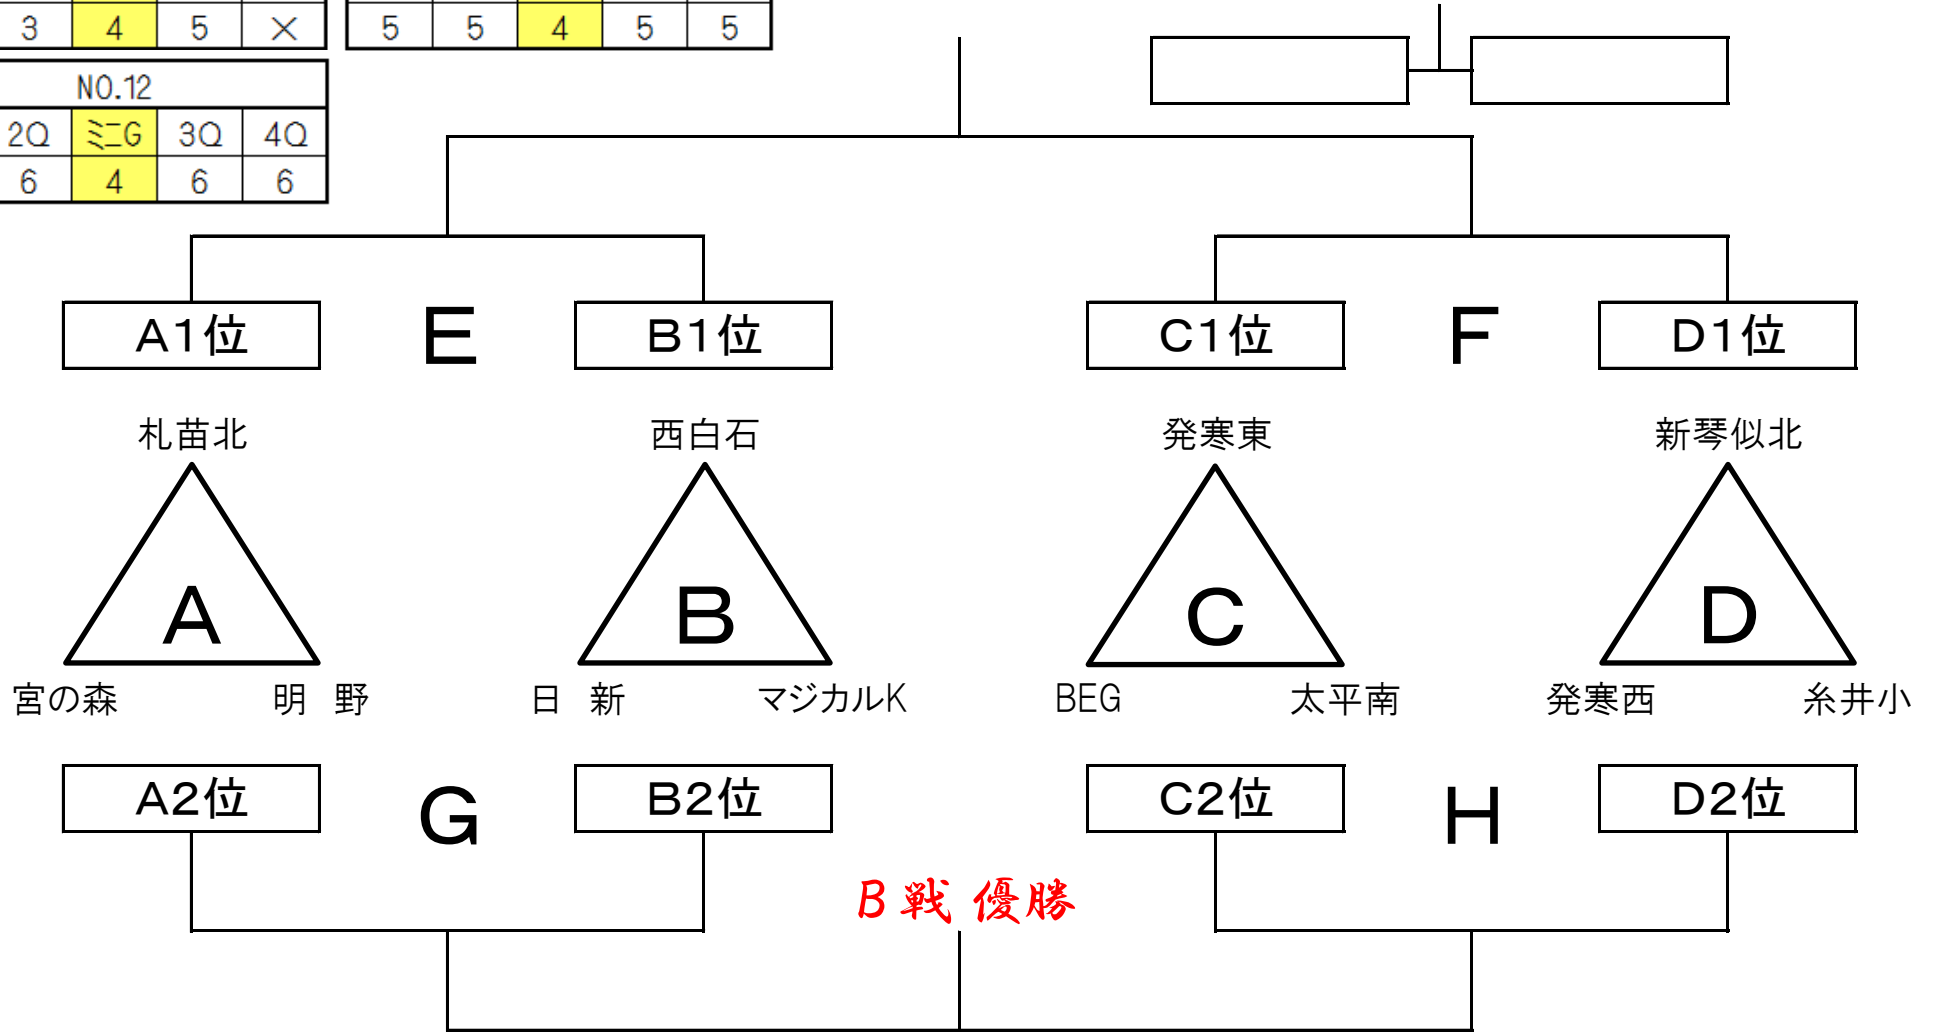 3 4 5 × 5 5 4 5 5
NO.12
2Q ミニG 3Q 4Q
6 4 6 6
A1位 E B1位 C1位 F D1位
札苗北 西白石 発寒東 新琴似北
A B C D
宮の森 明 野 日 新 マジカルK BEG 太平南 発寒西 糸井小
A2位 G B2位 C2位 H D2位
B戦 優勝